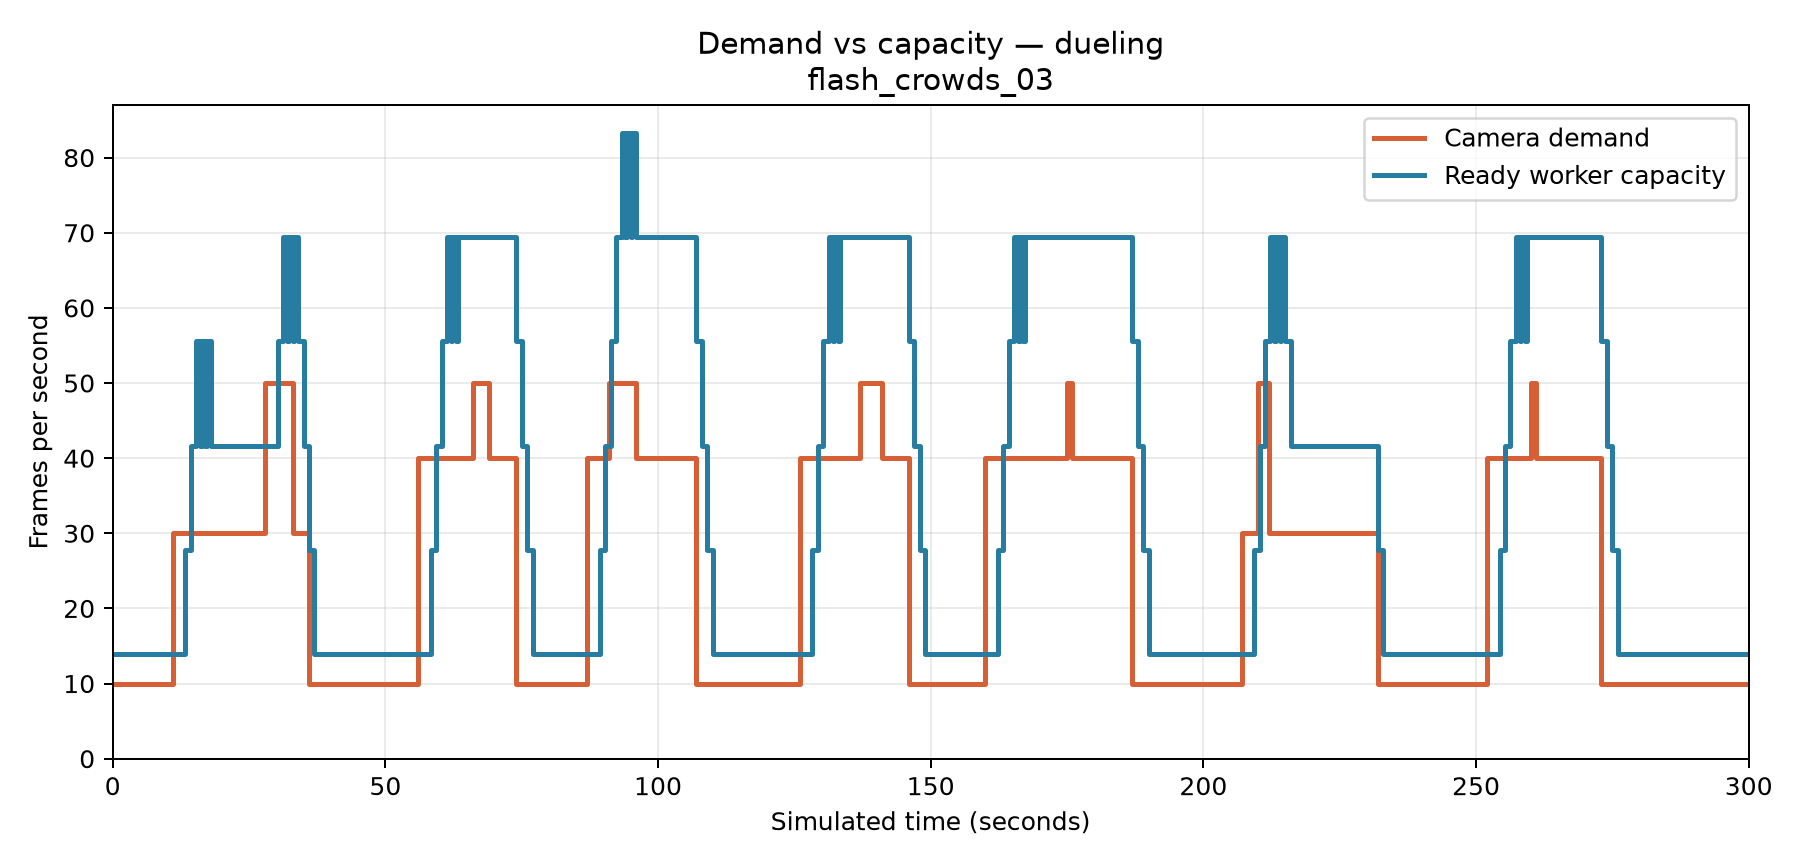 Demand vs capacity — dueling
flash_crowds_03
Camera demand
Ready worker capacity
Frames per second
80
70
60
50
40
30
20
10
0
0 50 100 150 200 250 300
Simulated time (seconds)